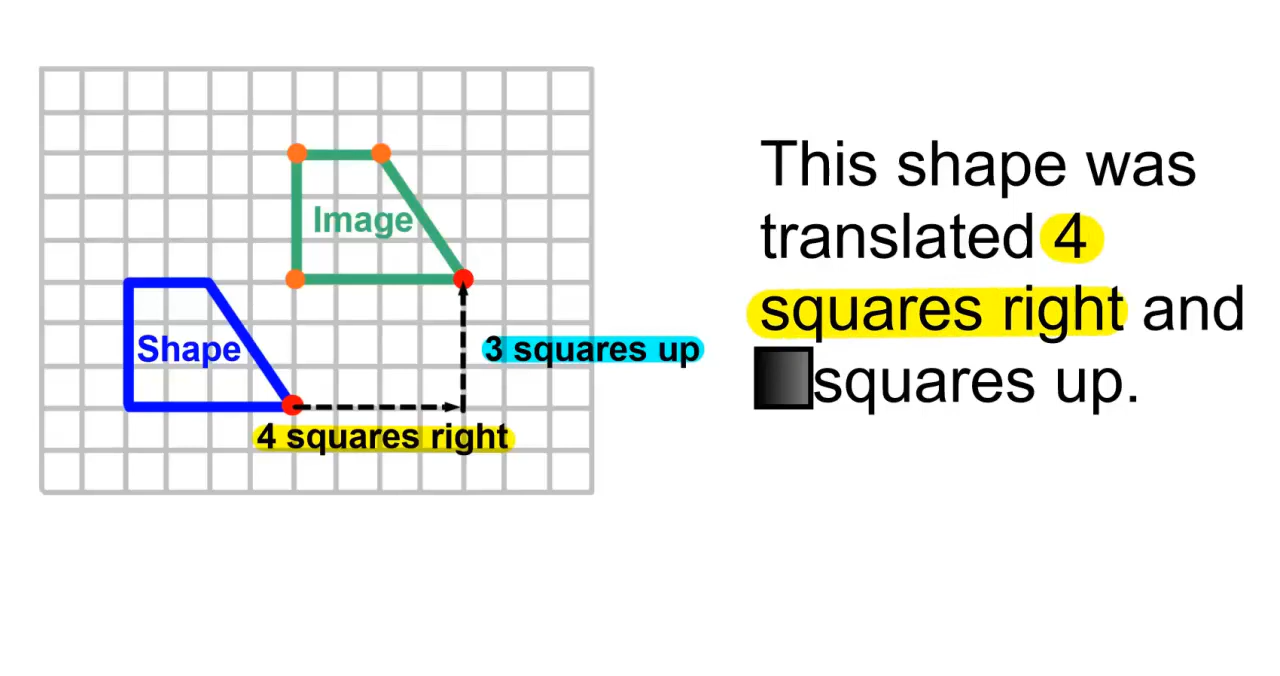 Image
Shape
3 squares up
4 squares right
This shape was
translated 4
squares right and
squares up.